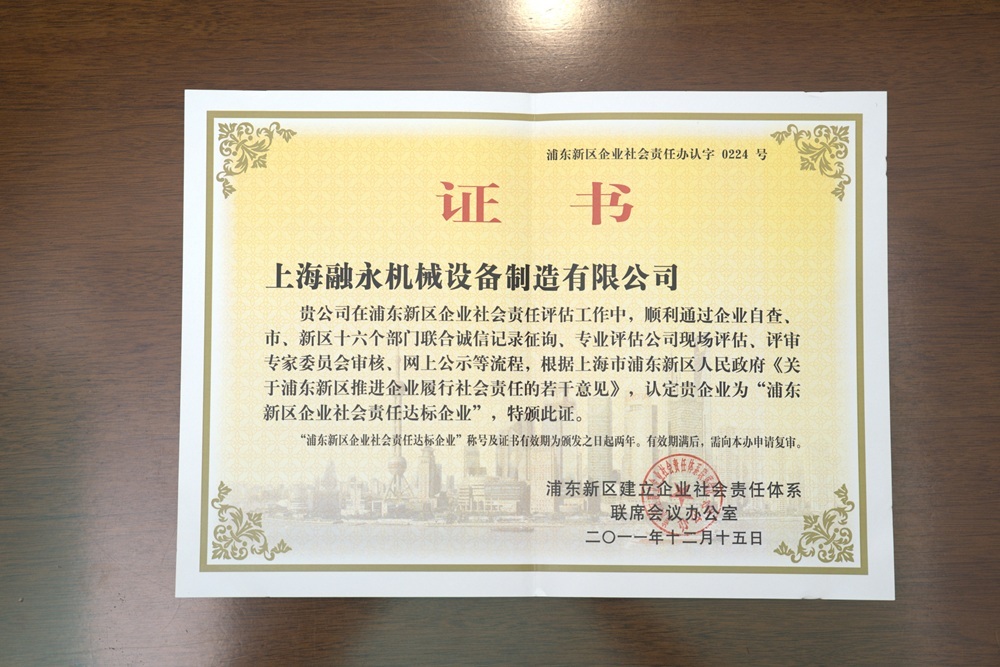 浦东新区企业社会责任办认字 0224 号
证 书
上海融永机械设备制造有限公司
贵公司在浦东新区企业社会责任评估工作中，顺利通过企业自查、
市、新区十六个部门联合诚信记录征询、专业评估公司现场评估、评审
专家委员会审核、网上公示等流程，根据上海市浦东新区人民政府《关
于浦东新区推进企业履行社会责任的若干意见》，认定贵企业为“浦东
新区企业社会责任达标企业”，特颁此证。
“浦东新区企业社会责任达标企业”称号及证书有效期为颁发之日起两年。有效期满后，需向本办申请复审。
浦东新区建立企业社会责任体系
联席会议办公室
二〇一一年十二月十五日